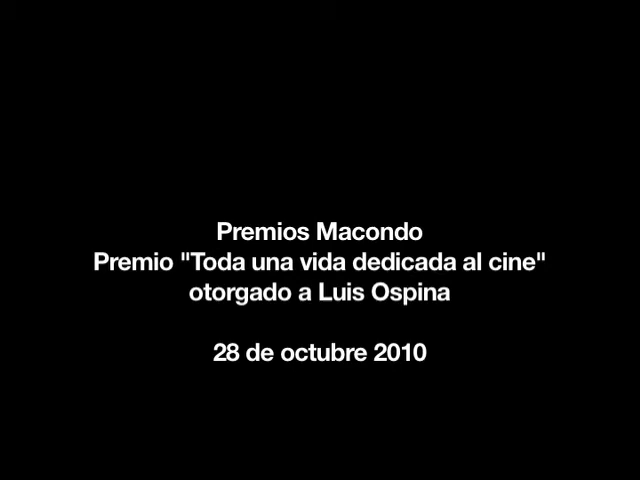 Premios Macondo
Premio "Toda una vida dedicada al cine"
otorgado a Luis Ospina
28 de octubre 2010